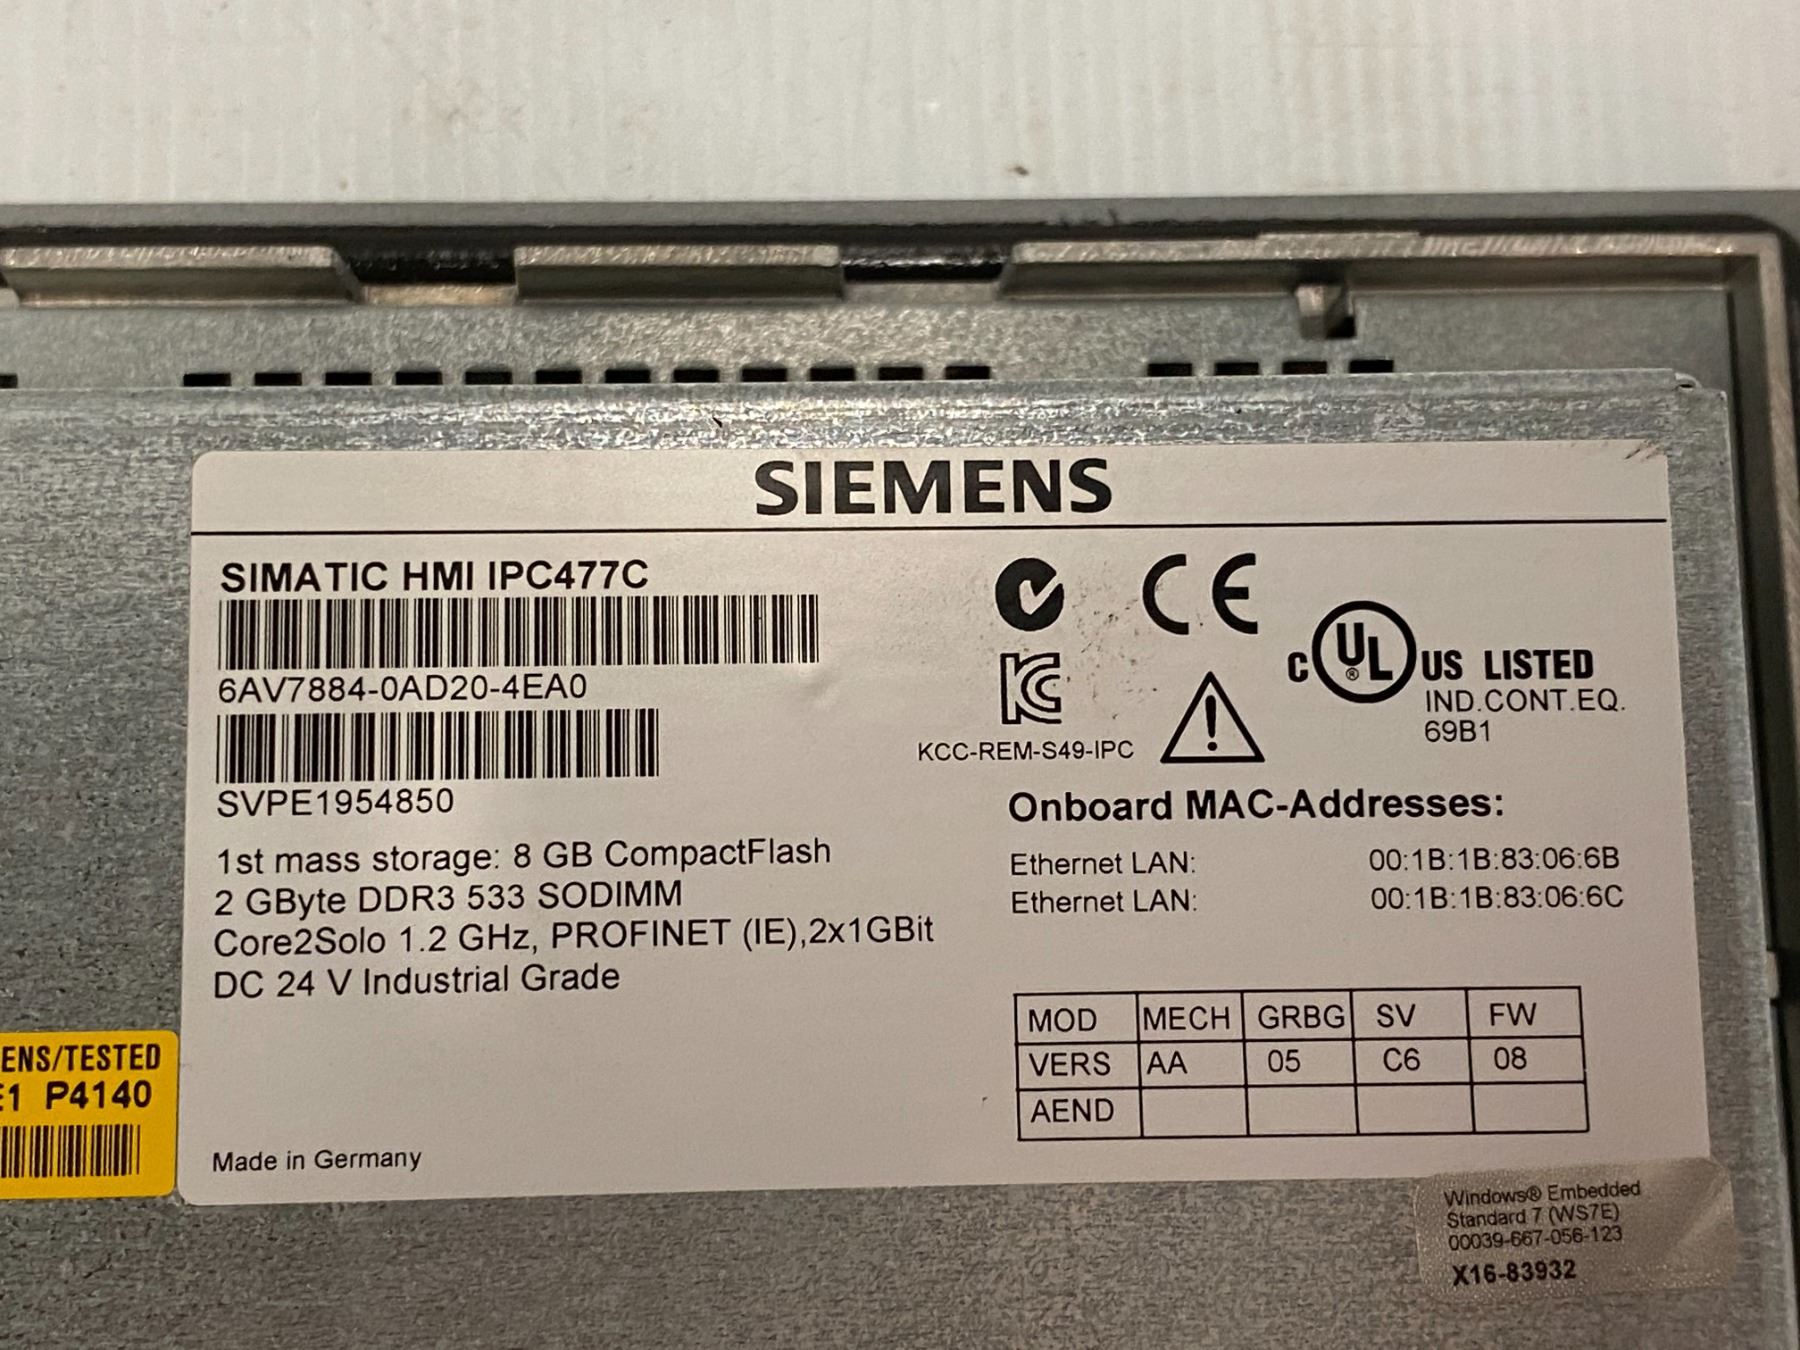 SIEMENS
SIMATIC HMI IPC477C
6AV7884-0AD20-4EA0
SVPE1954850
1st mass storage: 8 GB CompactFlash
2 GByte DDR3 533 SODIMM
Core2Solo 1.2 GHz, PROFINET (IE),2x1GBit
DC 24 V Industrial Grade
Made in Germany
CE
KC
KCC-REM-S49-IPC
C UL® US LISTED
IND.CONT.EQ.
69B1
Onboard MAC-Addresses:
Ethernet LAN: 00:1B:1B:83:06:6B
Ethernet LAN: 00:1B:1B:83:06:6C
MOD MECH GRBG SV FW
VERS AA 05 C6 08
AEND
ENS/TESTED
E1 P4140
Windows® Embedded
Standard 7 (WS7E)
00039-667-056-123
X16-83932